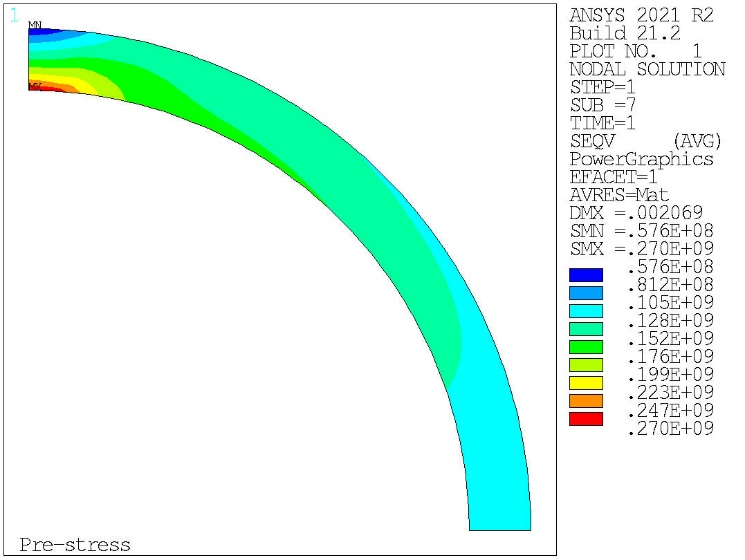 1
MN
MX
ANSYS 2021 R2
Build 21.2
PLOT NO. 1
NODAL SOLUTION
STEP=1
SUB =7
TIME=1
SEQV (AVG)
PowerGraphics
EFACET=1
AVRES=Mat
DMX =.002069
SMN =.576E+08
SMX =.270E+09
.576E+08
.812E+08
.105E+09
.128E+09
.152E+09
.176E+09
.199E+09
.223E+09
.247E+09
.270E+09
Pre-stress